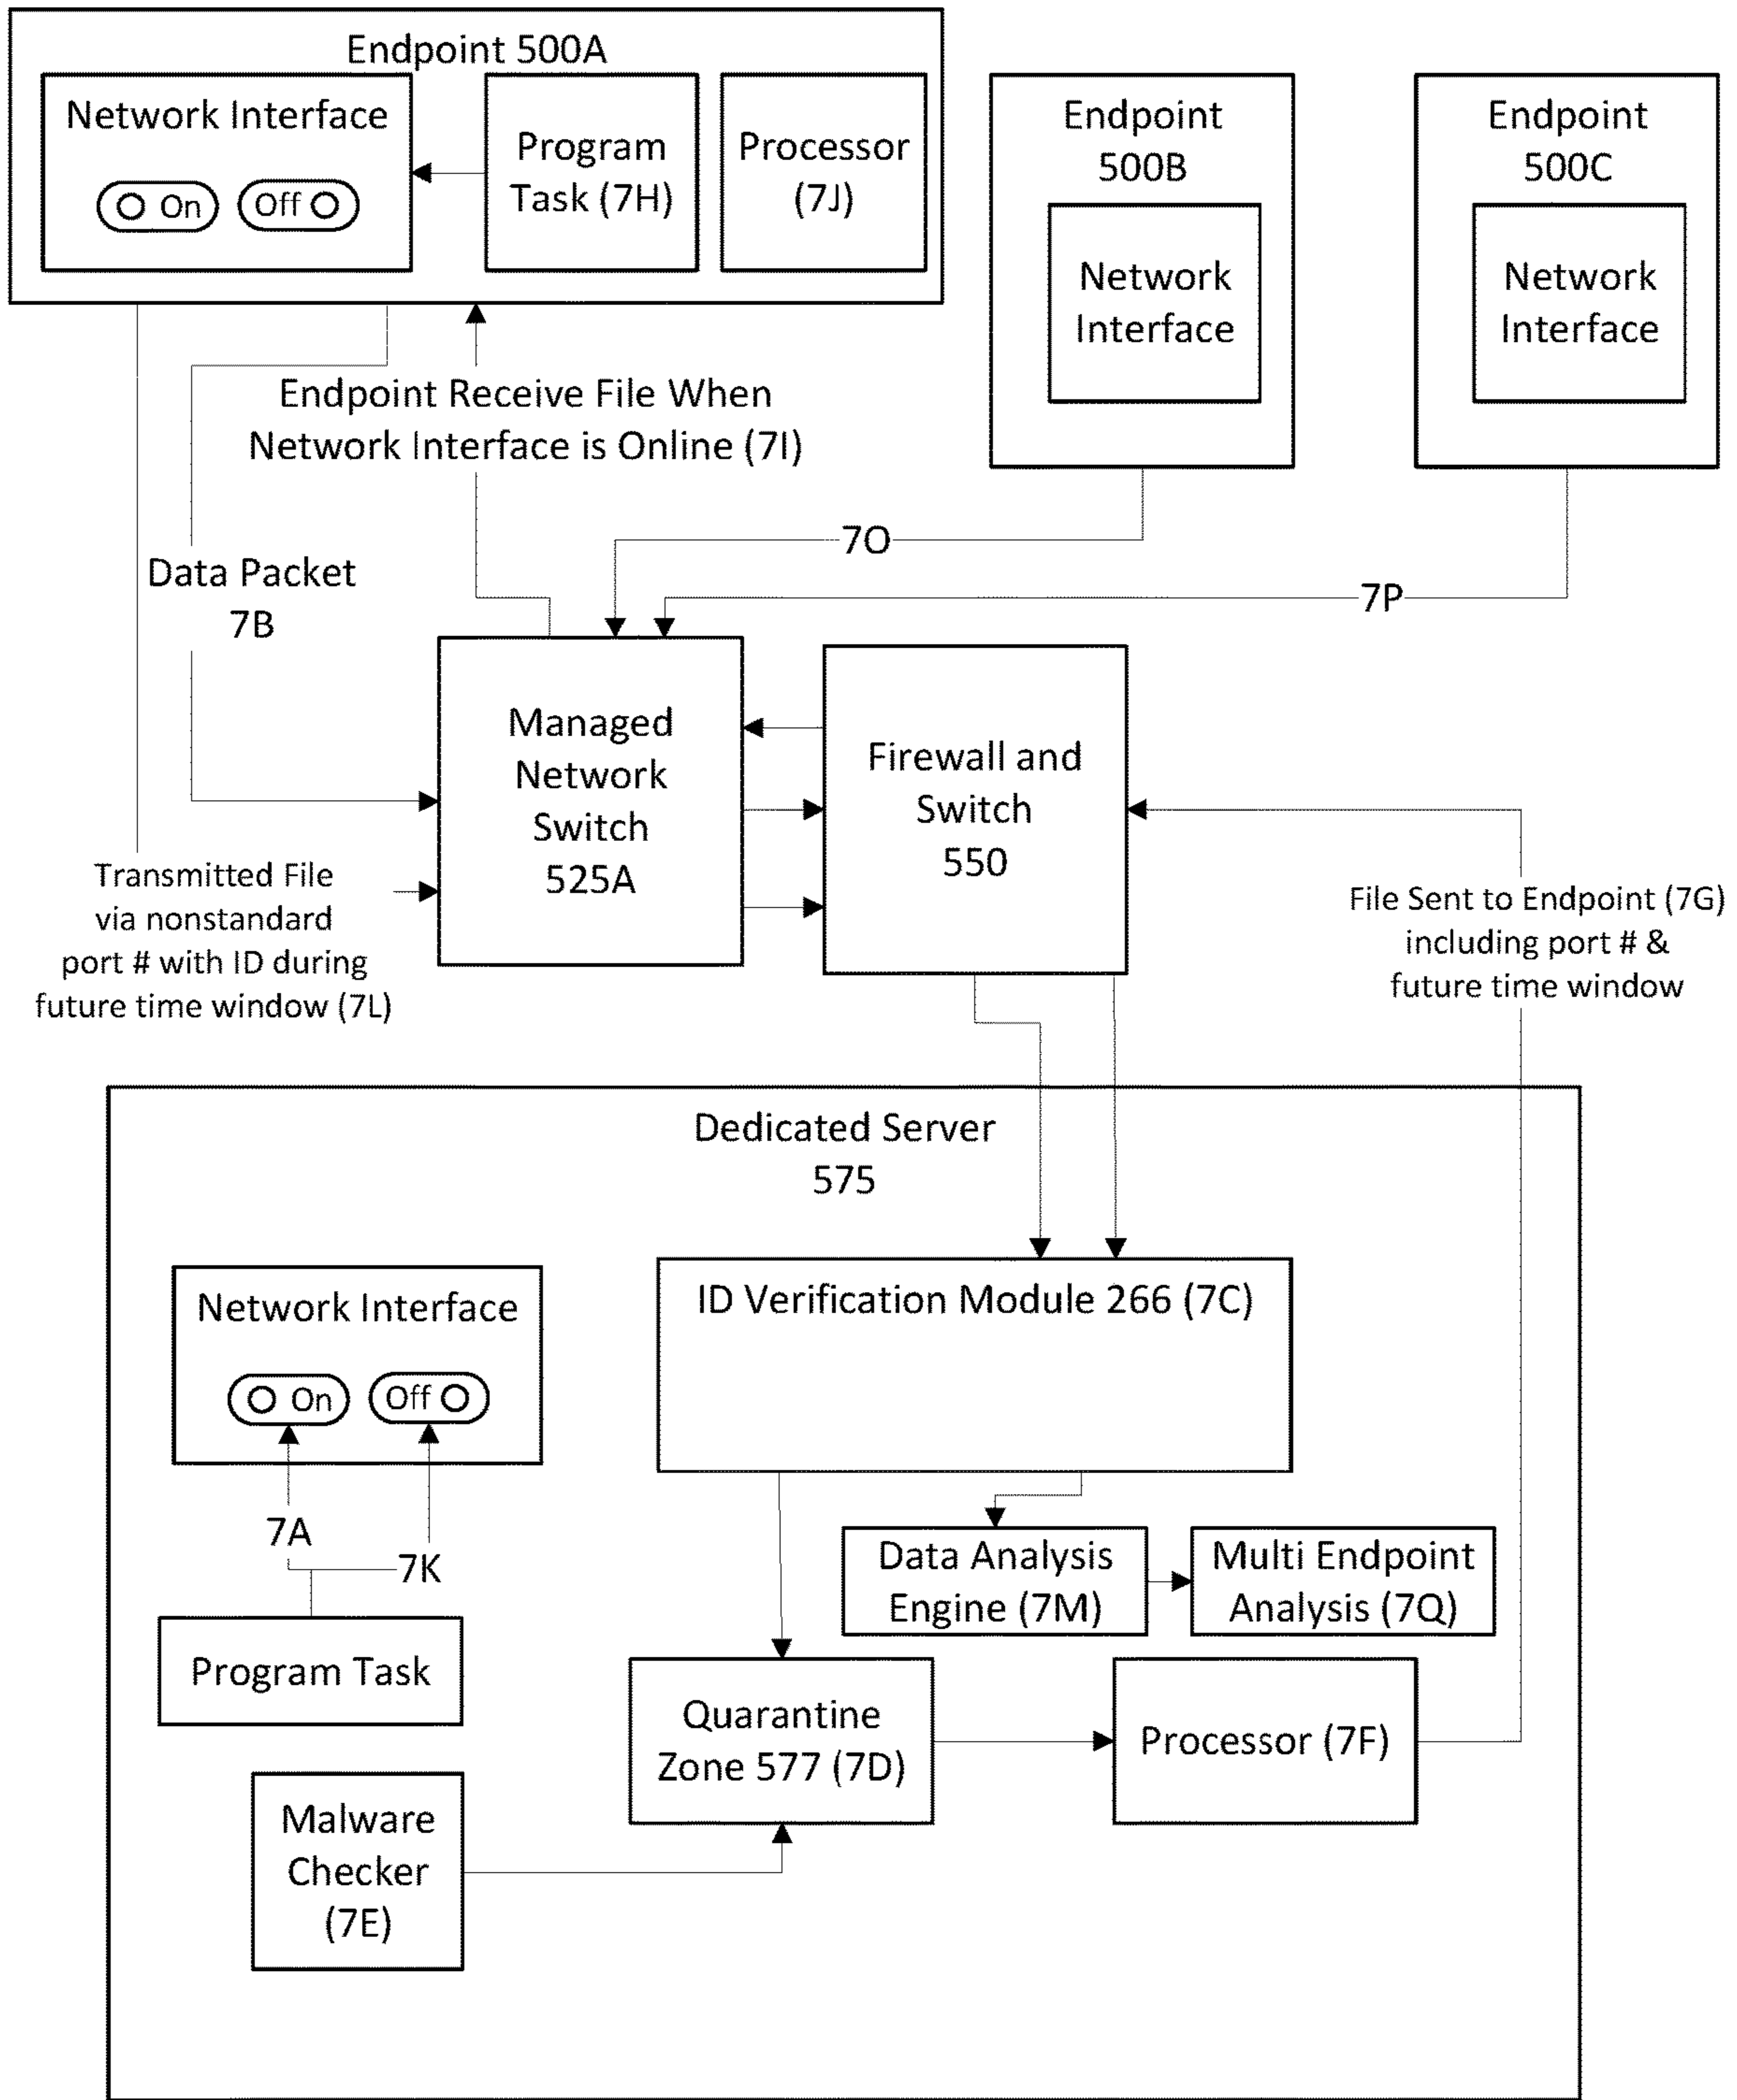 Endpoint 500A
Network Interface
On
Off
Program
Task (7H)
Processor
(7J)
Endpoint
500B
Network
Interface
Endpoint
500C
Network
Interface
Endpoint Receive File When
Network Interface is Online (7I)
7O
7P
Data Packet
7B
Managed
Network
Switch
525A
Firewall and
Switch
550
Transmitted File
via nonstandard
port # with ID during
future time window (7L)
File Sent to Endpoint (7G)
including port # &
future time window
Dedicated Server
575
Network Interface
On
Off
7A
7K
Program Task
ID Verification Module 266 (7C)
Data Analysis
Engine (7M)
Multi Endpoint
Analysis (7Q)
Quarantine
Zone 577 (7D)
Processor (7F)
Malware
Checker
(7E)